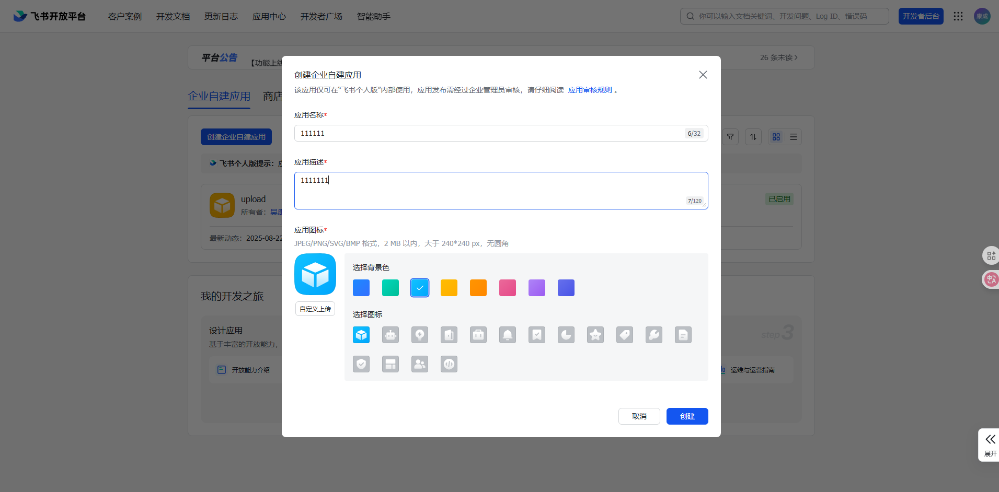 飞书开放平台
客户案例
开发文档
更新日志
应用中心
开发者广场
智能助手
你可以输入文档关键词、开发问题、Log ID、错误码
开发者后台
康成
平台公告
【功能上线
26 条未读
企业自建应用
商店
创建企业自建应用
飞书个人版提示：
upload
所有者：
已启用
最新动态：2025-08-22
我的开发之旅
设计应用
基于丰富的开放能力，
开放能力介绍
step 3
运维与运营指南
创建企业自建应用
该应用仅可在“飞书个人版”内部使用，应用发布需经过企业管理员审核，请仔细阅读 应用审核规则 。
应用名称*
111111
6/32
应用描述*
1111111
7/120
应用图标*
JPEG/PNG/SVG/BMP 格式，2 MB 以内，大于 240*240 px，无圆角
自定义上传
选择背景色
选择图标
取消
创建
中A
展开